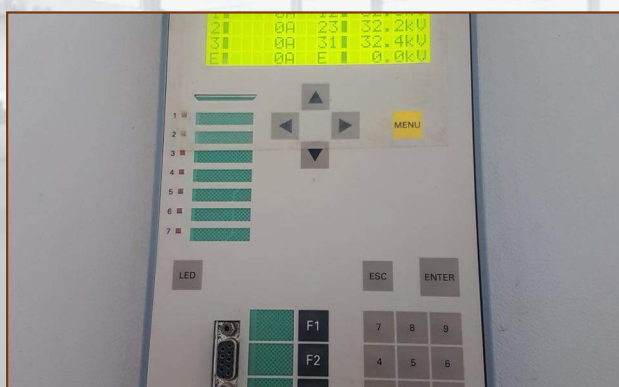 2 0A 23 32.2kV
3 0A 31 32.4kV
E 0A E 0.0kV
1
2
MENU
3
4
5
6
7
LED ESC ENTER
F1 7 8 9
F2 4 5 6